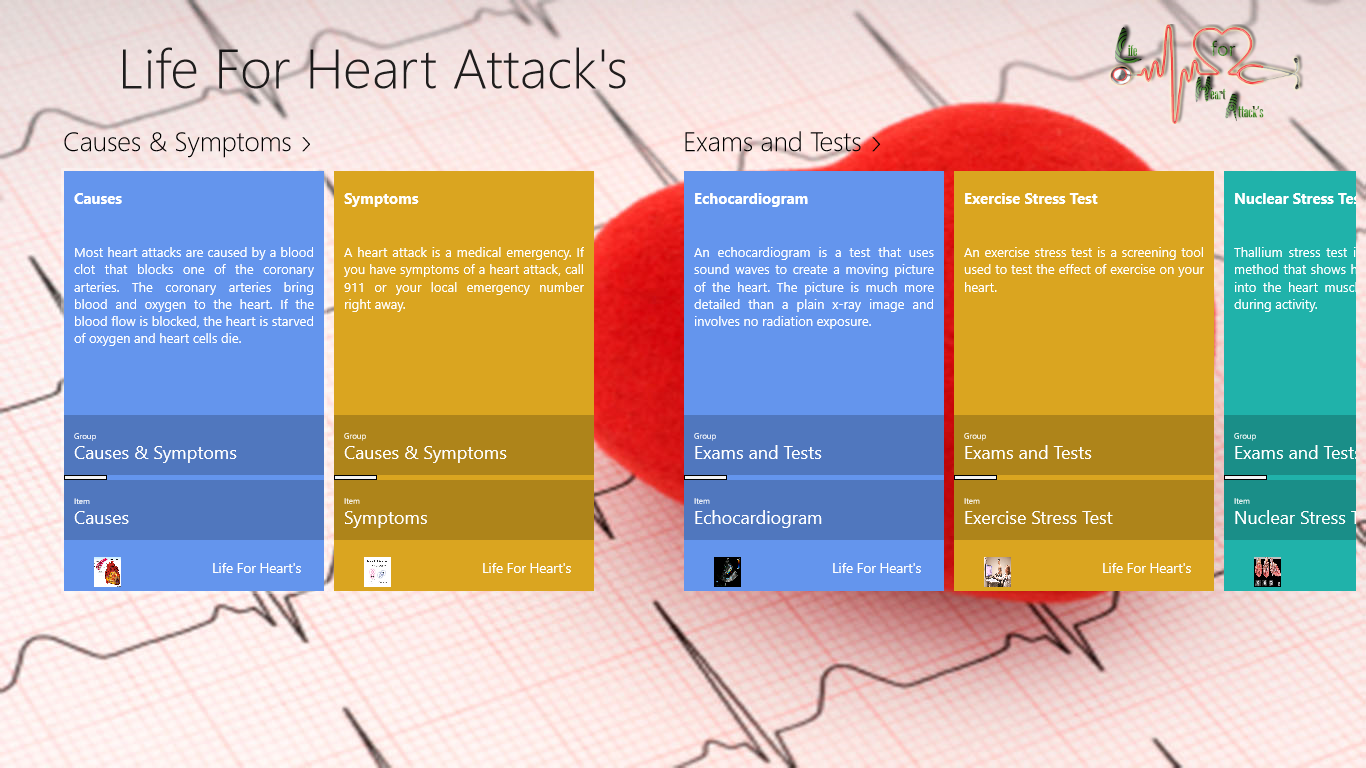 Life For Heart Attack's
Life for Heart Attack's
Causes & Symptoms >
Causes
Most heart attacks are caused by a blood
clot that blocks one of the coronary
arteries. The coronary arteries bring
blood and oxygen to the heart. If the
blood flow is blocked, the heart is starved
of oxygen and heart cells die.
Group
Causes & Symptoms
Item
Causes
Life For Heart's
Symptoms
A heart attack is a medical emergency. If
you have symptoms of a heart attack, call
911 or your local emergency number
right away.
Group
Causes & Symptoms
Item
Symptoms
Life For Heart's
Exams and Tests >
Echocardiogram
An echocardiogram is a test that uses
sound waves to create a moving picture
of the heart. The picture is much more
detailed than a plain x-ray image and
involves no radiation exposure.
Group
Exams and Tests
Item
Echocardiogram
Life For Heart's
Exercise Stress Test
An exercise stress test is a screening tool
used to test the effect of exercise on your
heart.
Group
Exams and Tests
Item
Exercise Stress Test
Life For Heart's
Nuclear Stress Tes
Thallium stress test i
method that shows h
into the heart musc
during activity.
Group
Exams and Tests
Item
Nuclear Stress T